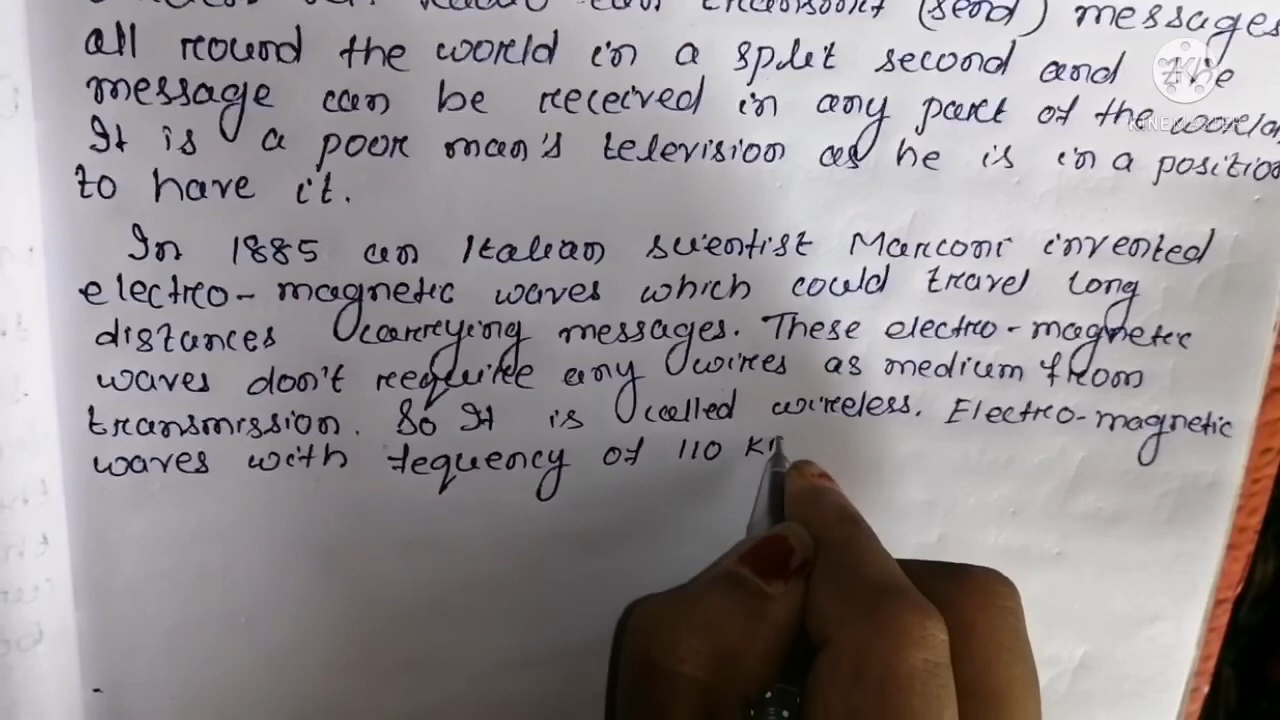 (send) messages
all round the world in a split second and the
message can be received in any part of the world,
It is a poor man's television as he is in a position
to have it.
In 1885 an Italian scientist Marconi invented
electro-magnetic waves which could travel long
distances carrying messages. These electro-magnetic
waves don't require any wires as medium from
transmission. So It is called wireless. Electro-magnetic
waves with fequency of 110 K
KINEMASTER